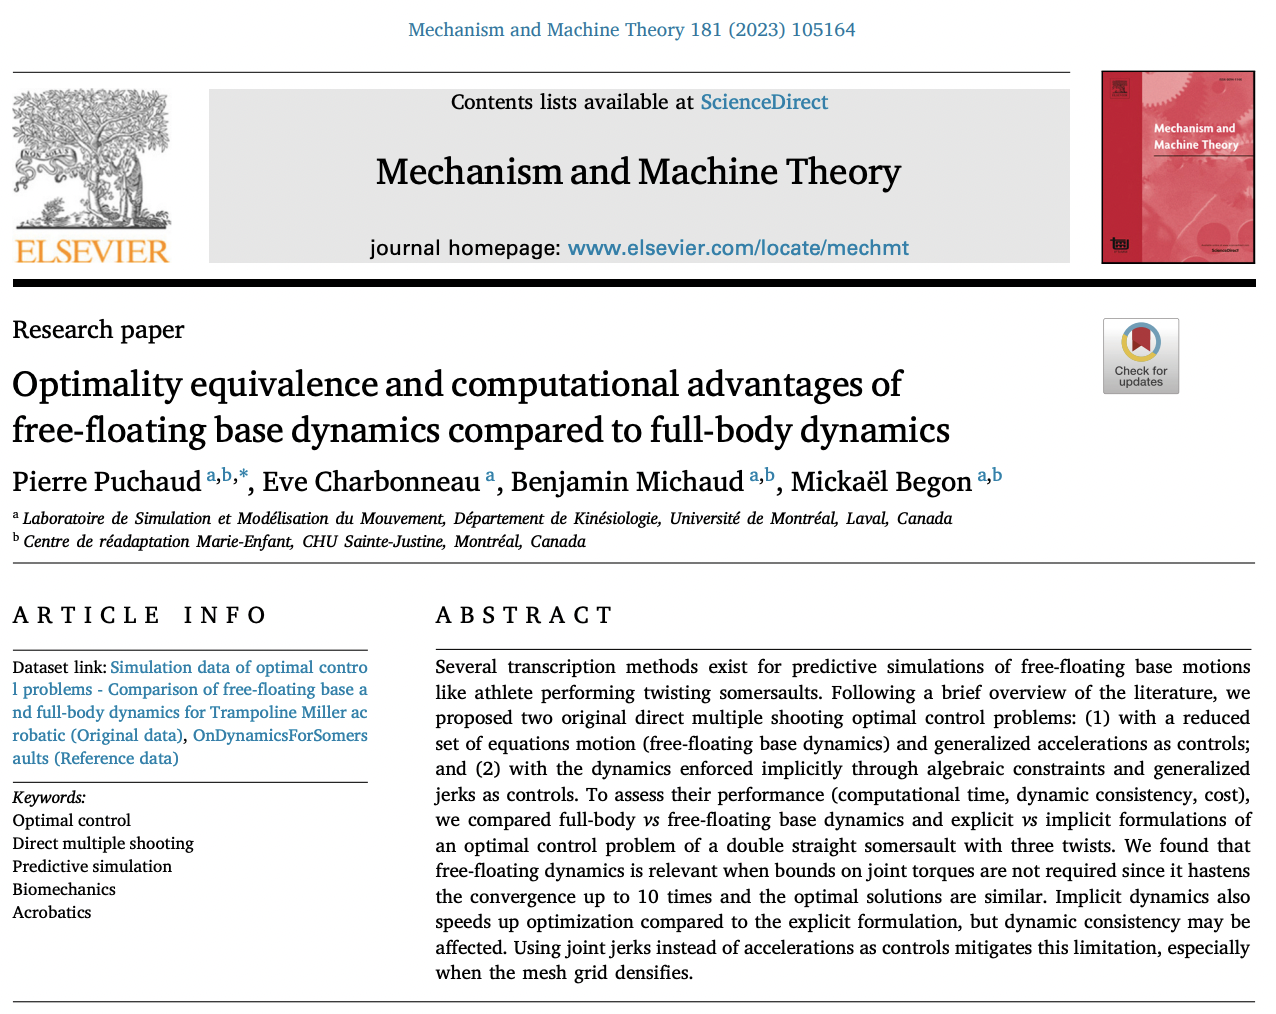 Mechanism and Machine Theory 181 (2023) 105164
Contents lists available at ScienceDirect
Mechanism and Machine Theory
journal homepage: www.elsevier.com/locate/mechmt
ELSEVIER
Mechanism and
Machine Theory
Research paper
Check for
updates
Optimality equivalence and computational advantages of
free-floating base dynamics compared to full-body dynamics
Pierre Puchaud a,b,*, Eve Charbonneau a, Benjamin Michaud a,b, Mickaël Begon a,b
a Laboratoire de Simulation et Modélisation du Mouvement, Département de Kinésiologie, Université de Montréal, Laval, Canada
b Centre de réadaptation Marie-Enfant, CHU Sainte-Justine, Montréal, Canada
ARTICLE INFO
Dataset link: Simulation data of optimal contro
l problems - Comparison of free-floating base a
nd full-body dynamics for Trampoline Miller ac
robatic (Original data), OnDynamicsForSomers
aults (Reference data)
Keywords:
Optimal control
Direct multiple shooting
Predictive simulation
Biomechanics
Acrobatics
ABSTRACT
Several transcription methods exist for predictive simulations of free-floating base motions
like athlete performing twisting somersaults. Following a brief overview of the literature, we
proposed two original direct multiple shooting optimal control problems: (1) with a reduced
set of equations motion (free-floating base dynamics) and generalized accelerations as controls;
and (2) with the dynamics enforced implicitly through algebraic constraints and generalized
jerks as controls. To assess their performance (computational time, dynamic consistency, cost),
we compared full-body vs free-floating base dynamics and explicit vs implicit formulations of
an optimal control problem of a double straight somersault with three twists. We found that
free-floating dynamics is relevant when bounds on joint torques are not required since it hastens
the convergence up to 10 times and the optimal solutions are similar. Implicit dynamics also
speeds up optimization compared to the explicit formulation, but dynamic consistency may be
affected. Using joint jerks instead of accelerations as controls mitigates this limitation, especially
when the mesh grid densifies.